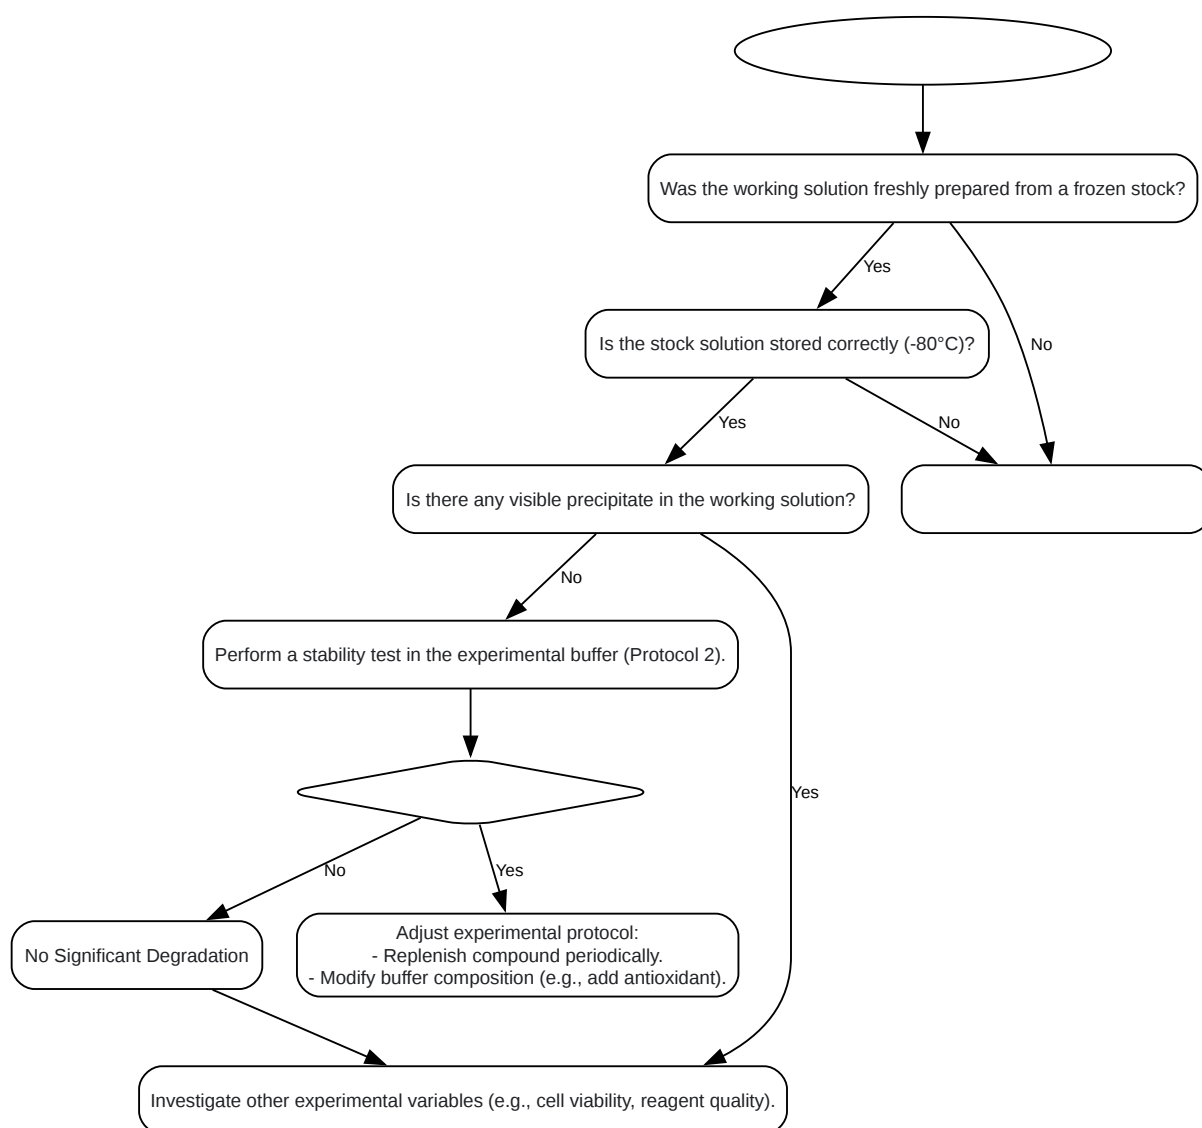 Was the working solution freshly prepared from a frozen stock?
Yes
Is the stock solution stored correctly (-80°C)?
No
Yes
No
Is there any visible precipitate in the working solution?
No
Perform a stability test in the experimental buffer (Protocol 2).
Yes
No
Yes
Adjust experimental protocol:
- Replenish compound periodically.
- Modify buffer composition (e.g., add antioxidant).
No Significant Degradation
Investigate other experimental variables (e.g., cell viability, reagent quality).